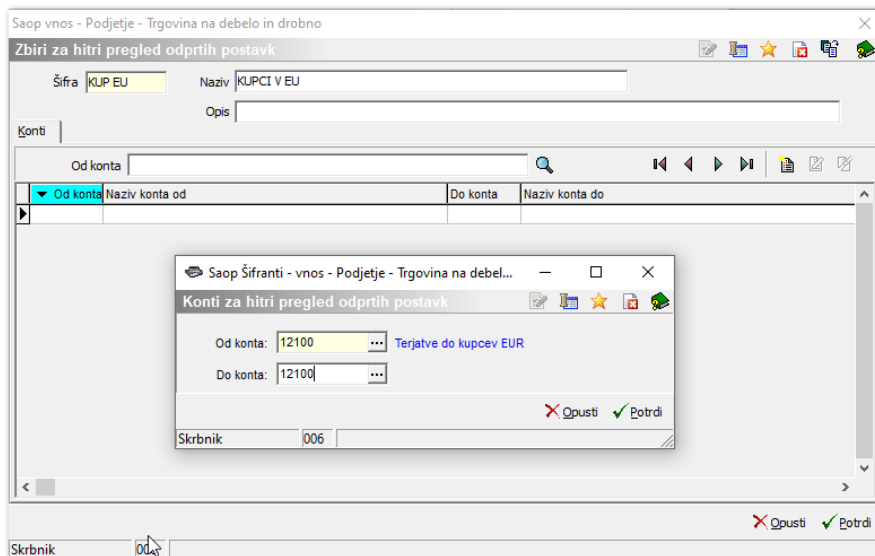 Saop vnos - Podjetje - Trgovina na debelo in drobno
Zbiri za hitri pregled odprtih postavk
Šifra KUP EU Naziv KUPCI V EU
Opis
Konti
Od konta
Od konta Naziv konta od Do konta Naziv konta do
Saop Šifranti - vnos - Podjetje - Trgovina na debel...
Konti za hitri pregled odprtih postavk
Od konta: 12100 ... Terjatve do kupcev EUR
Do konta: 12100 ...
Opusti Potrdi
Skrbnik 006
Opusti Potrdi
Skrbnik